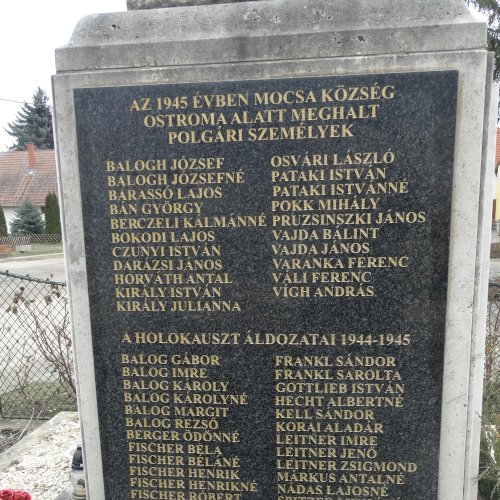 AZ 1945 ÉVBEN MOCSA KÖZSÉG
OSTROMA ALATT MEGHALT
POLGÁRI SZEMÉLYEK
BALOGH JÓZSEF
BALOGH JÓZSEFNÉ
BARASSÓ LAJOS
BÁN GYÖRGY
BERCZELI KÁLMÁNNÉ
BOKODI LAJOS
CZUNYI ISTVÁN
DARÁZSI JÁNOS
HORVÁTH ANTAL
KIRÁLY ISTVÁN
KIRÁLY JULIANNA
OSVÁRI LÁSZLÓ
PATAKI ISTVÁN
PATAKI ISTVÁNNÉ
POKK MIHÁLY
PRUZSINSZKI JÁNOS
VAJDA BÁLINT
VAJDA JÁNOS
VARANKA FERENC
VÁLI FERENC
VÍGH ANDRÁS
A HOLOKAUSZT ÁLDOZATAI 1944-1945
BALOG GÁBOR
BALOG IMRE
BALOG KÁROLY
BALOG KÁROLYNÉ
BALOG MARGIT
BALOG REZSŐ
BERGER ÖDÖNNÉ
FISCHER BÉLA
FISCHER BÉLÁNÉ
FISCHER HENRIK
FISCHER HENRIKNÉ
FISCHER RÓBERT
FRANKL SÁNDOR
FRANKL SAROLTA
GOTTLIEB ISTVÁN
HECHT ALBERTNÉ
KELL SÁNDOR
KORAI ALADÁR
LEITNER IMRE
LEITNER JENŐ
LEITNER ZSIGMOND
MÁRKUS ANTALNÉ
NÁDAS LAJOSNÉ